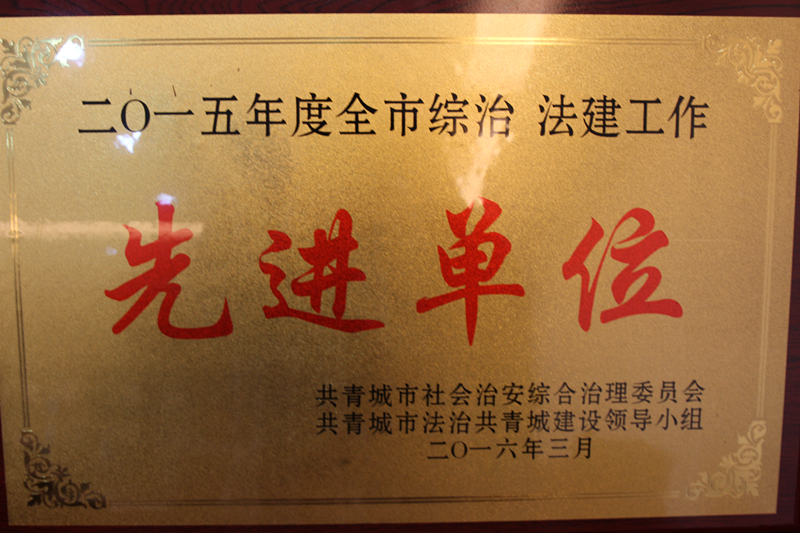 二〇一五年度全市综治 法建工作
先进单位
共青城市社会治安综合治理委员会
共青城市法治共青城建设领导小组
二〇一六年三月